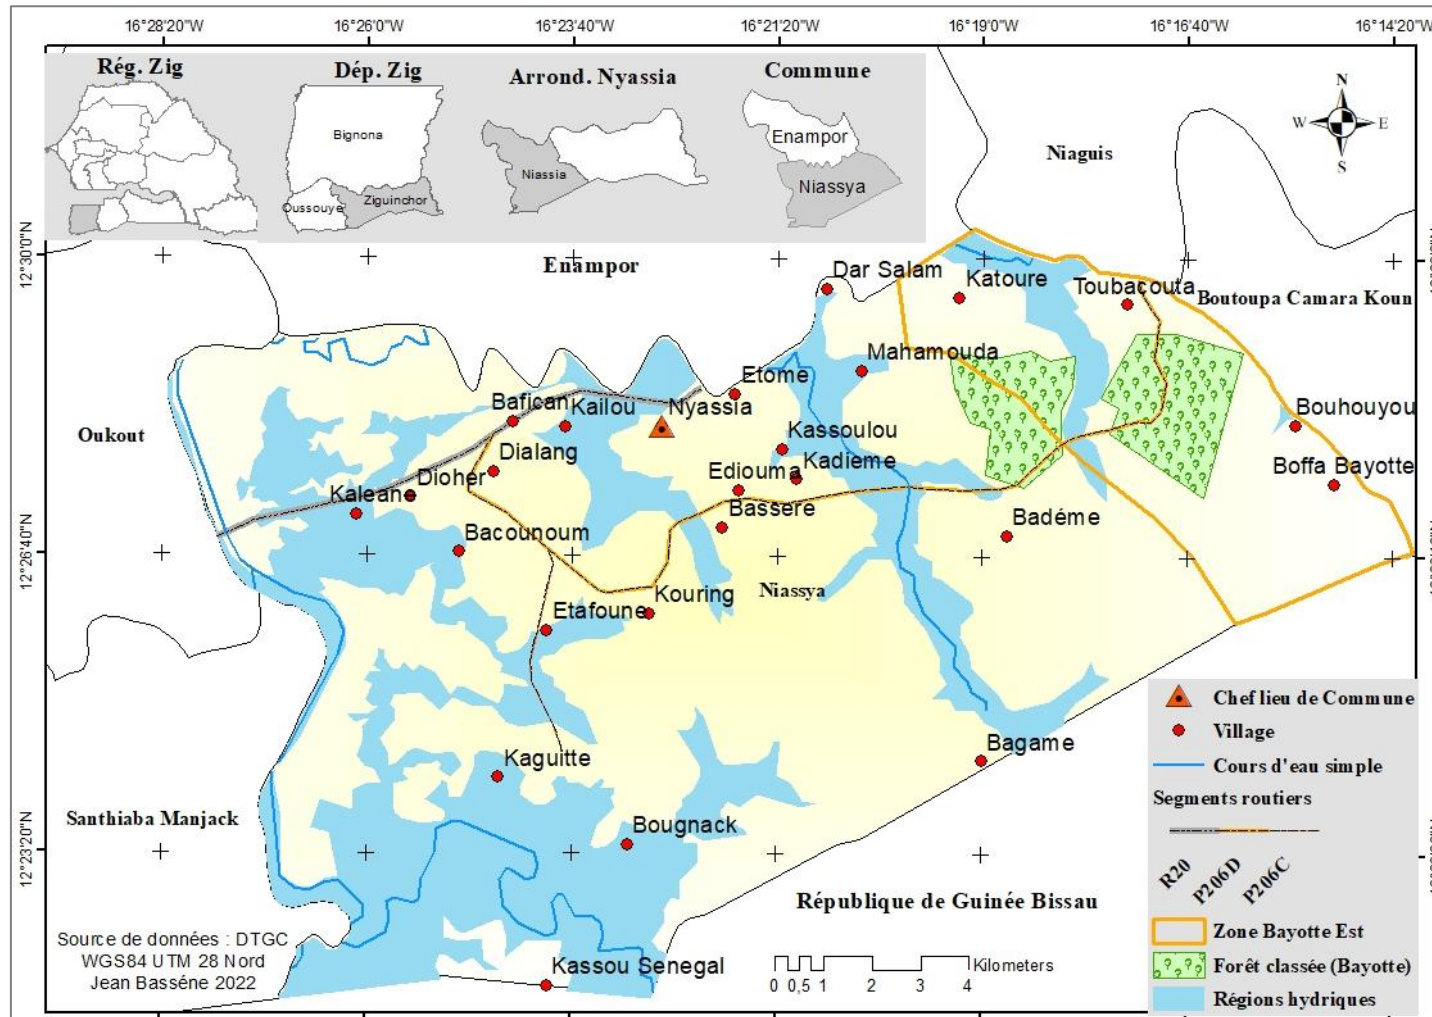 16°28'20"W 16°26'0"W 16°23'40"W 16°21'20"W 16°19'0"W 16°16'40"W 16°14'20"W
Rég. Zig
Dép. Zig
Arrond. Nyassia
Commune
Bignona
Oussouye
Ziguinchor
Niassia
Enampor
Niassya
N
W E
S
Niaguis
12°30'0"N
Enampor
Dar Salam
Katoure
Toubacouta
Boutoupa Camara Koun
Mahamouda
Etome
Bafican
Kailou
Nyassia
Bouhouyou
Oukout
Kassoulou
Dialang
Dioher
Ediouma
Kadieme
Boffa Bayotte
Kalean
Bassere
Badéme
Bacounoum
12°26'40"N
Niassya
Kouring
Etafoune
Bagame
Kaguitte
Santhiaba Manjack
Bougnack
12°23'20"N
République de Guinée Bissau
Kassou Senegal
Source de données : DTGC
WGS84 UTM 28 Nord
Jean Basséne 2022
Kilometers
0 0,5 1 2 3 4
Chef lieu de Commune
Village
Cours d'eau simple
Segments routiers
R20 P206D P206C
Zone Bayotte Est
Forêt classée (Bayotte)
Régions hydriques